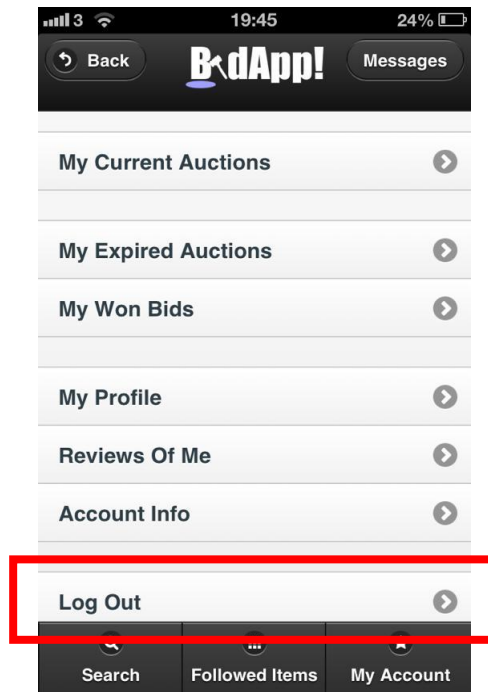 3 19:45 24%
Back BidApp! Messages
My Current Auctions
My Expired Auctions
My Won Bids
My Profile
Reviews Of Me
Account Info
Log Out
Search Followed Items My Account